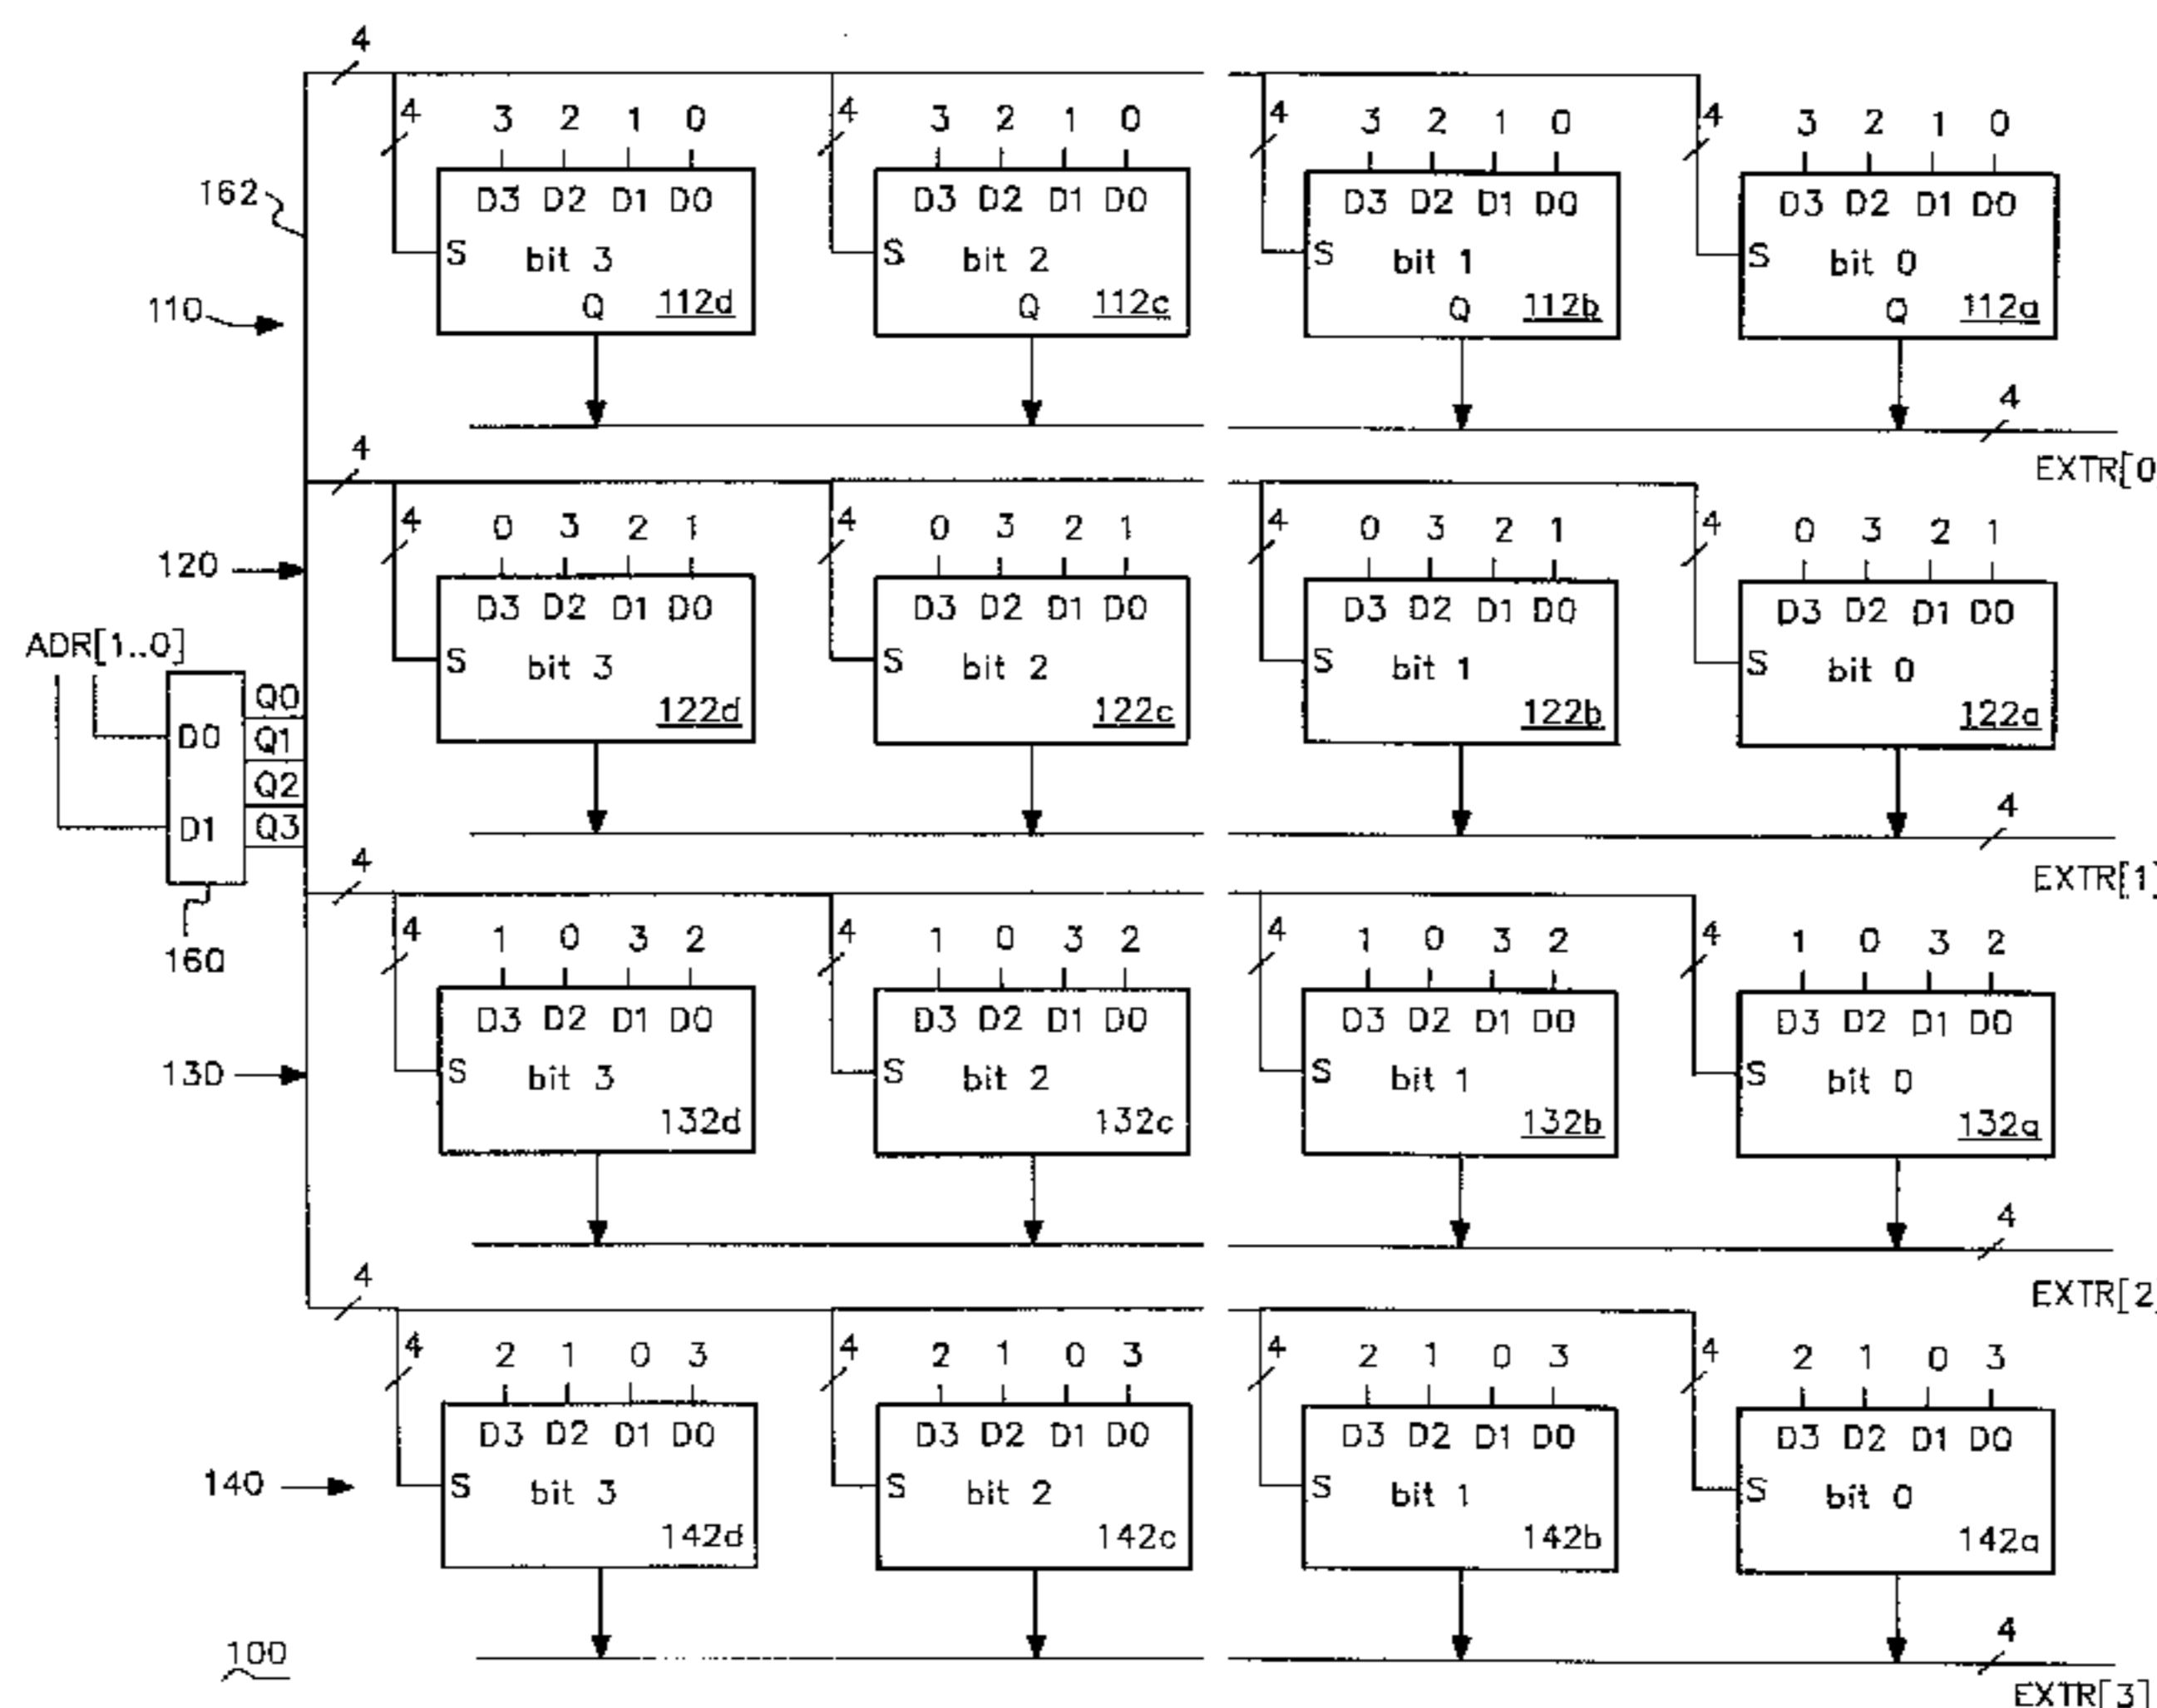 4
4 3 2 1 0 4 3 2 1 0 4 3 2 1 0 4 3 2 1 0
162
D3 D2 D1 D0 D3 D2 D1 D0 D3 D2 D1 D0 D3 D2 D1 D0
S bit 3 S bit 2 S bit 1 S bit 0
110
Q 112d Q 112c Q 112b Q 112a
4
EXTR[0
4
4 0 3 2 1 4 0 3 2 1 4 0 3 2 1 4 0 3 2 1
120
D3 D2 D1 D0 D3 D2 D1 D0 D3 D2 D1 D0 D3 D2 D1 D0
ADR[1..0]
S bit 3 S bit 2 S bit 1 S bit 0
122d 122c 122b 122a
Q0
D0 Q1
Q2
D1 Q3
4
EXTR[1]
4
160
4 1 0 3 2 4 1 0 3 2 4 1 0 3 2 4 1 0 3 2
D3 D2 D1 D0 D3 D2 D1 D0 D3 D2 D1 D0 D3 D2 D1 D0
130
S bit 3 S bit 2 S bit 1 S bit 0
132d 132c 132b 132a
4
EXTR[2]
4
4 2 1 0 3 4 2 1 0 3 4 2 1 0 3 4 2 1 0 3
D3 D2 D1 D0 D3 D2 D1 D0 D3 D2 D1 D0 D3 D2 D1 D0
140
S bit 3 S bit 2 S bit 1 S bit 0
142d 142c 142b 142a
4
100
EXTR[3]